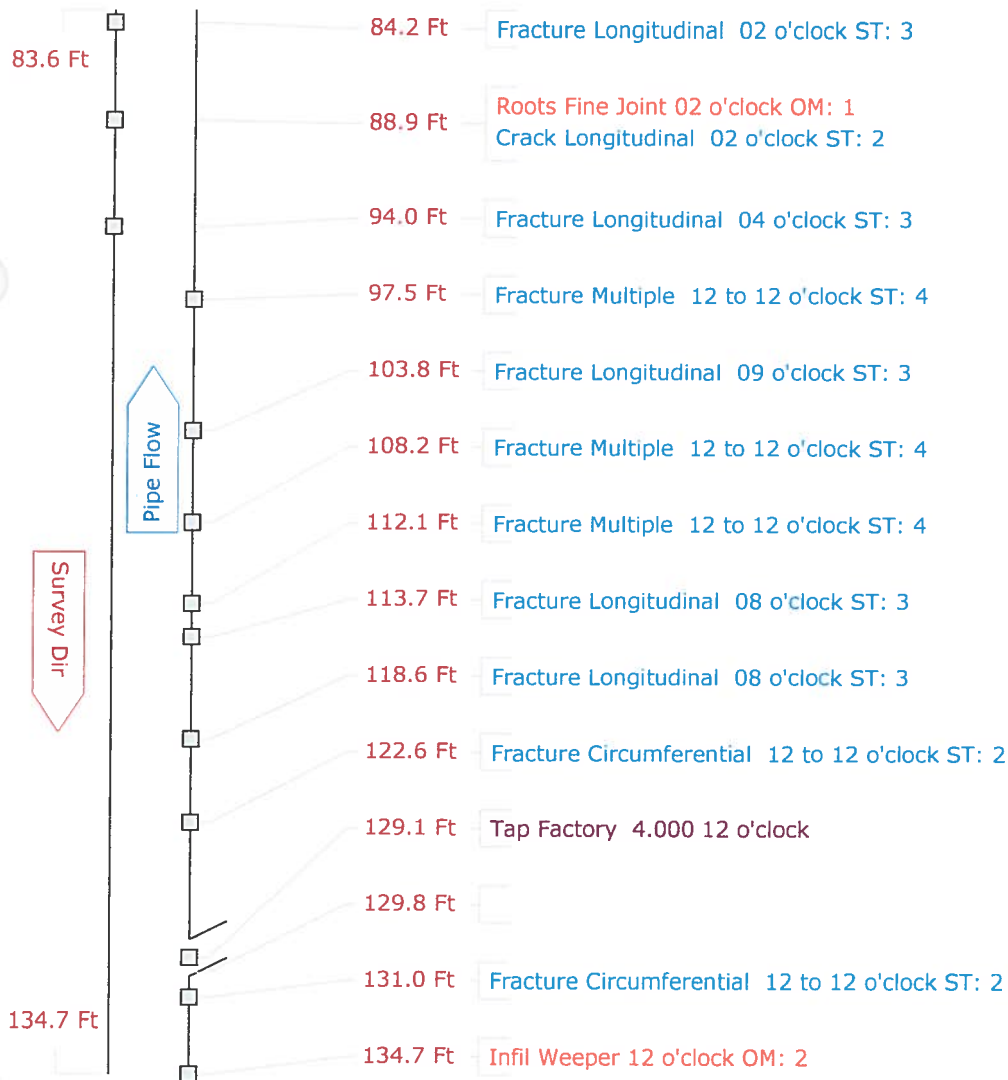 83.6 Ft
84.2 Ft Fracture Longitudinal 02 o'clock ST: 3
88.9 Ft Roots Fine Joint 02 o'clock OM: 1
Crack Longitudinal 02 o'clock ST: 2
94.0 Ft Fracture Longitudinal 04 o'clock ST: 3
97.5 Ft Fracture Multiple 12 to 12 o'clock ST: 4
103.8 Ft Fracture Longitudinal 09 o'clock ST: 3
Pipe Flow
108.2 Ft Fracture Multiple 12 to 12 o'clock ST: 4
112.1 Ft Fracture Multiple 12 to 12 o'clock ST: 4
Survey Dir
113.7 Ft Fracture Longitudinal 08 o'clock ST: 3
118.6 Ft Fracture Longitudinal 08 o'clock ST: 3
122.6 Ft Fracture Circumferential 12 to 12 o'clock ST: 2
129.1 Ft Tap Factory 4.000 12 o'clock
129.8 Ft
131.0 Ft Fracture Circumferential 12 to 12 o'clock ST: 2
134.7 Ft
134.7 Ft Infil Weeper 12 o'clock OM: 2